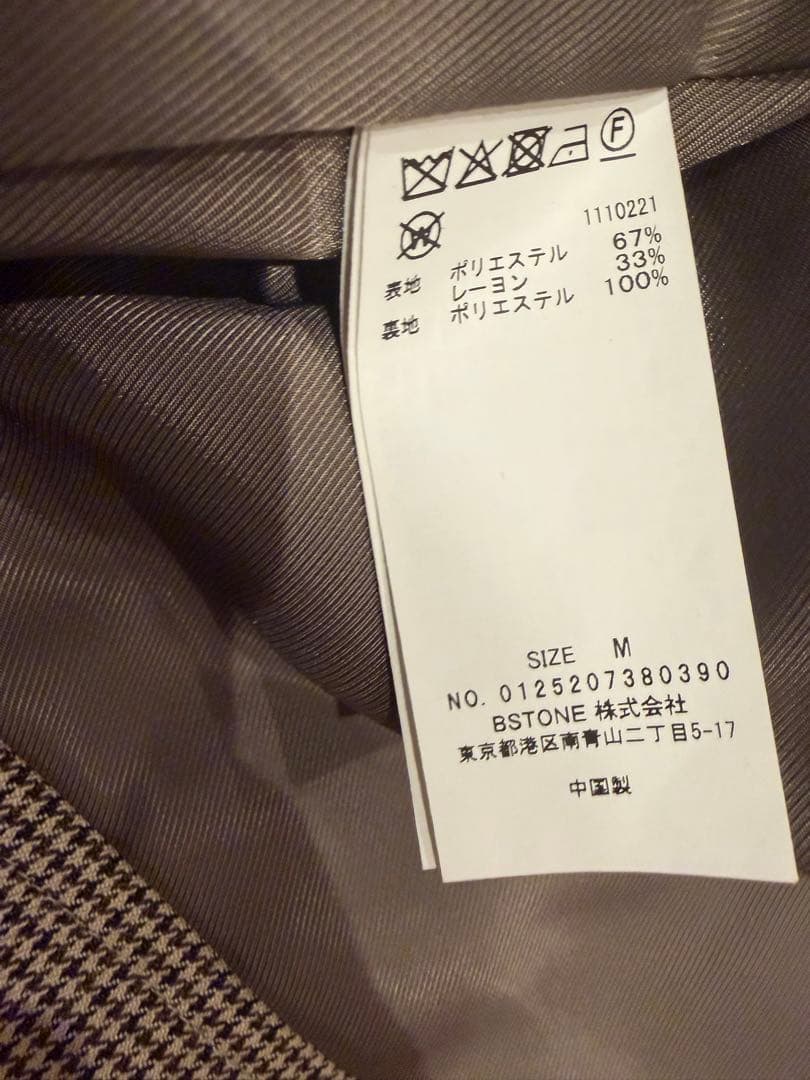 F
W
1110221
表地 ポリエステル 67%
レーヨン 33%
裏地 ポリエステル 100%
SIZE M
NO. 0125207380390
BSTONE 株式会社
東京都港区南青山二丁目5-17
中国製